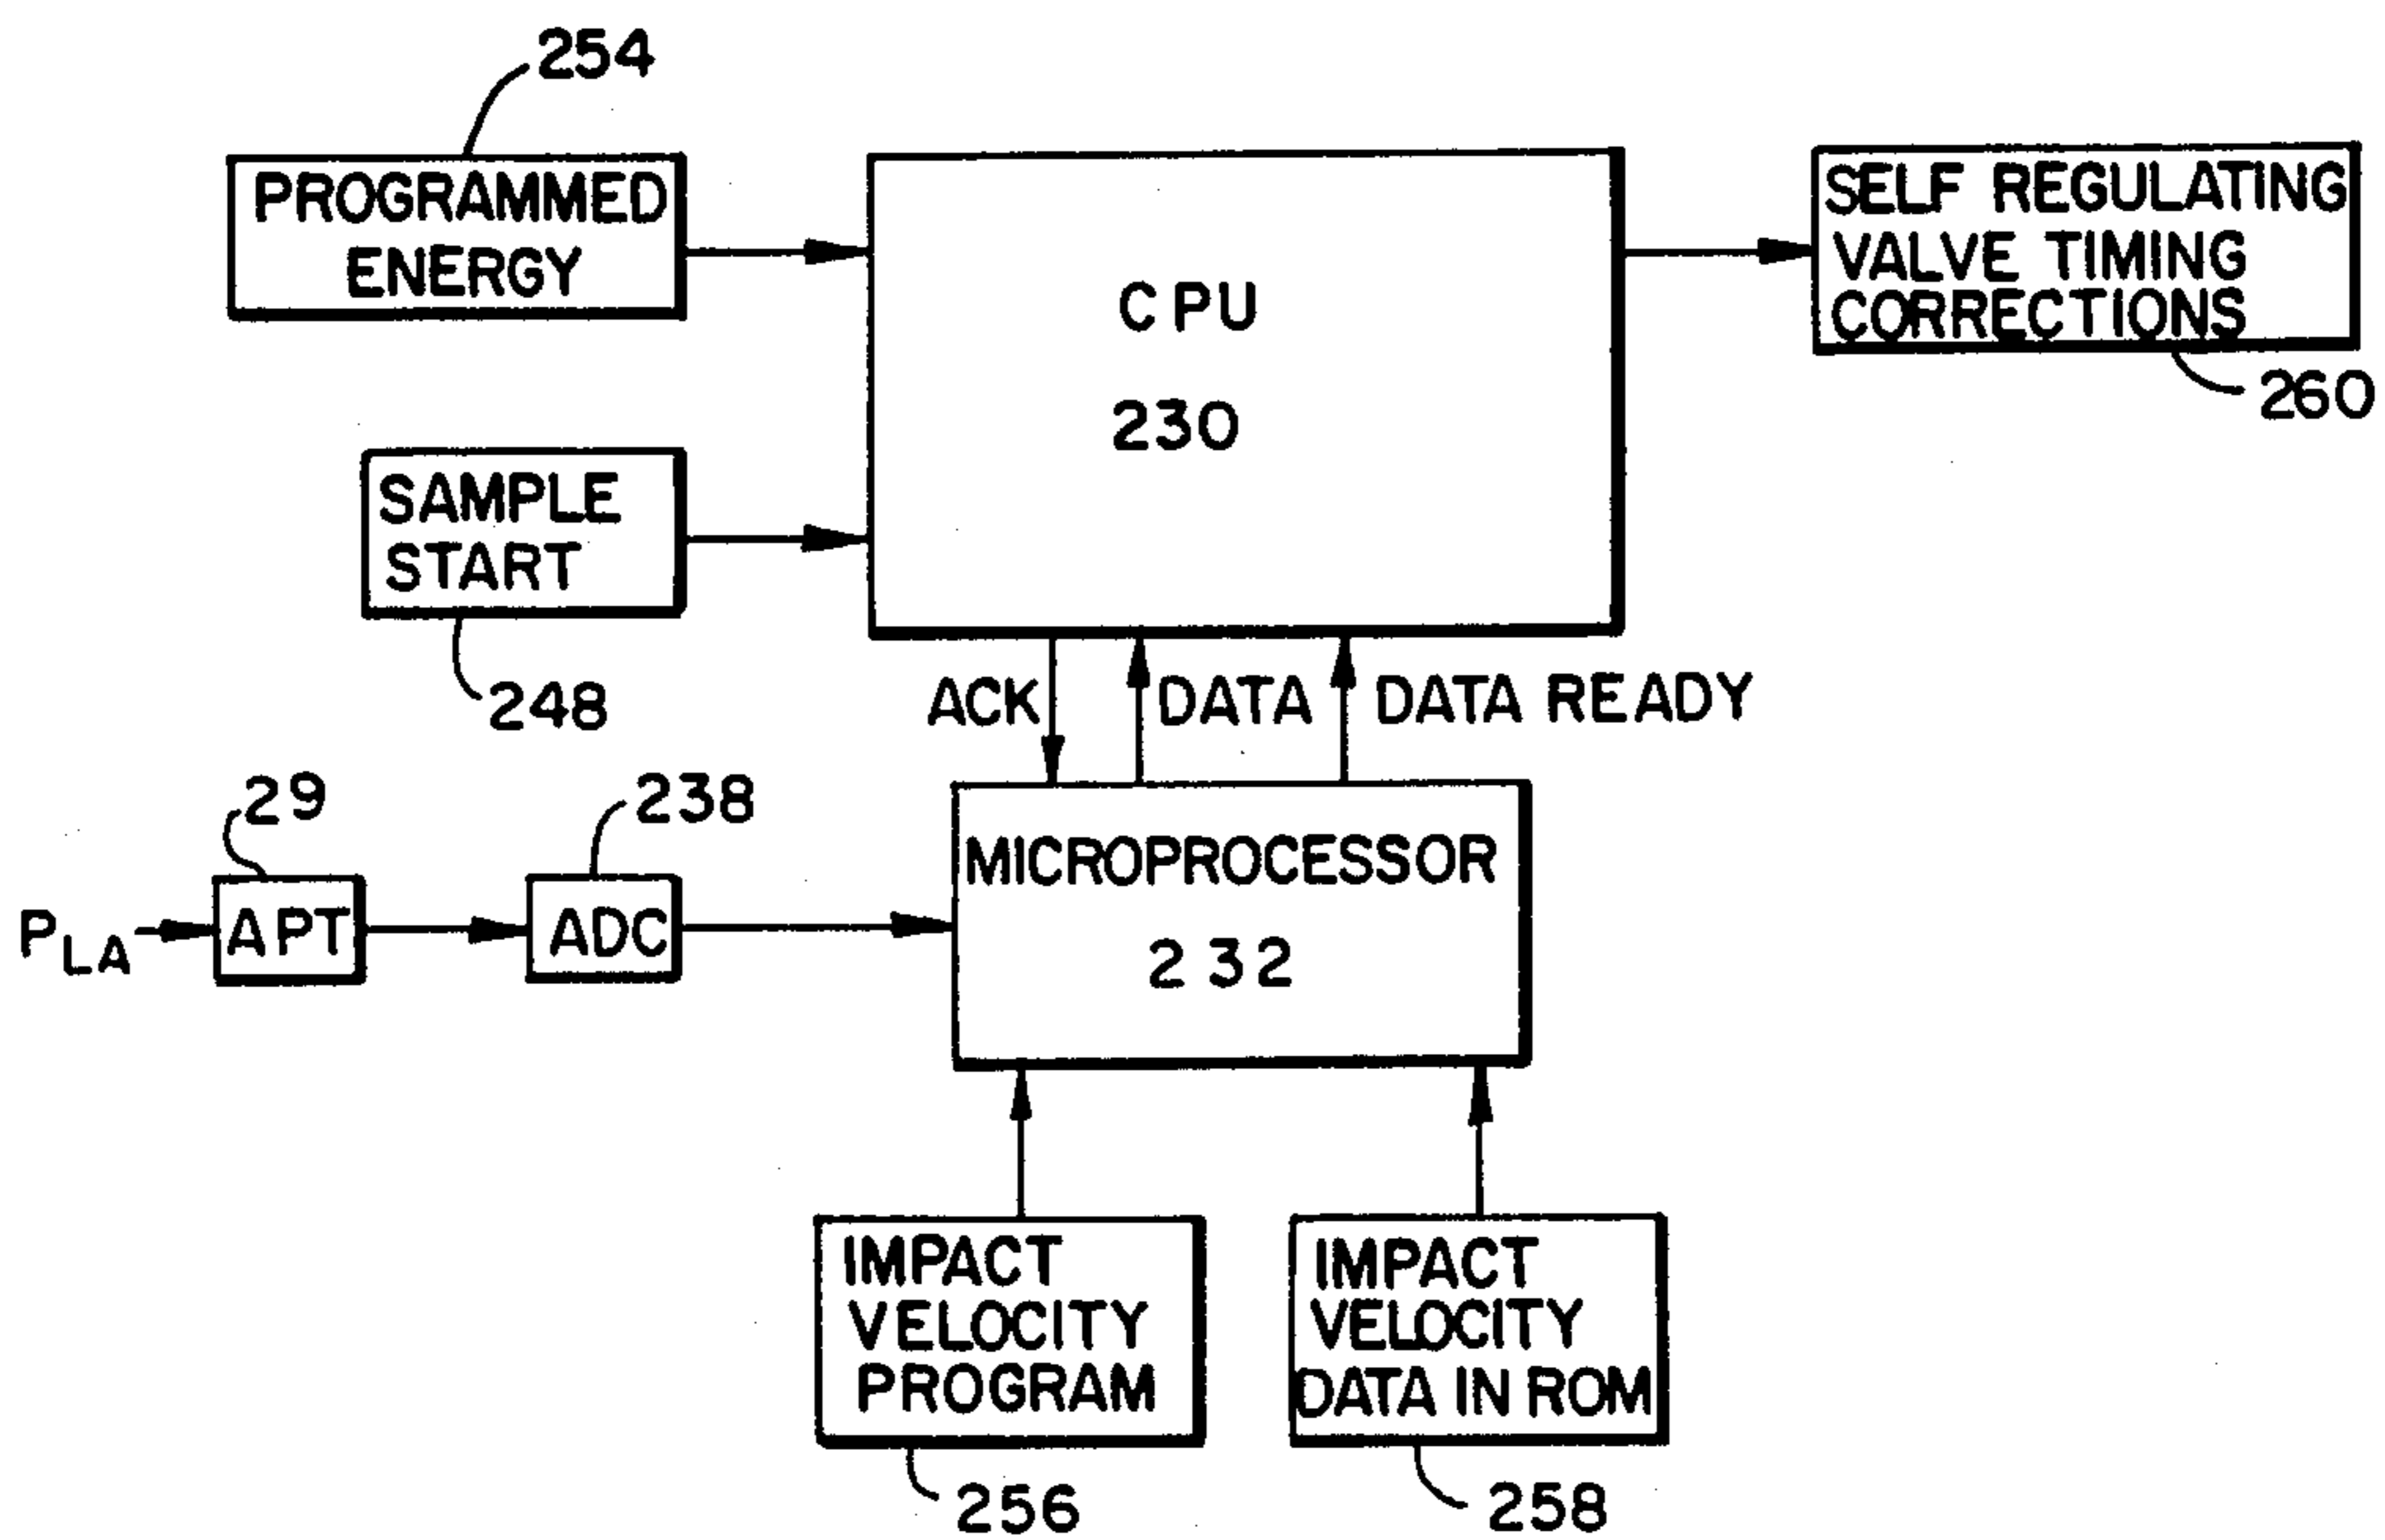 254
PROGRAMMED
ENERGY
CPU
230
SELF REGULATING
VALVE TIMING
CORRECTIONS
260
SAMPLE
START
248
ACK
DATA
DATA READY
29
238
PLA
APT
ADC
MICROPROCESSOR
232
IMPACT
VELOCITY
PROGRAM
256
IMPACT
VELOCITY
DATA IN ROM
258